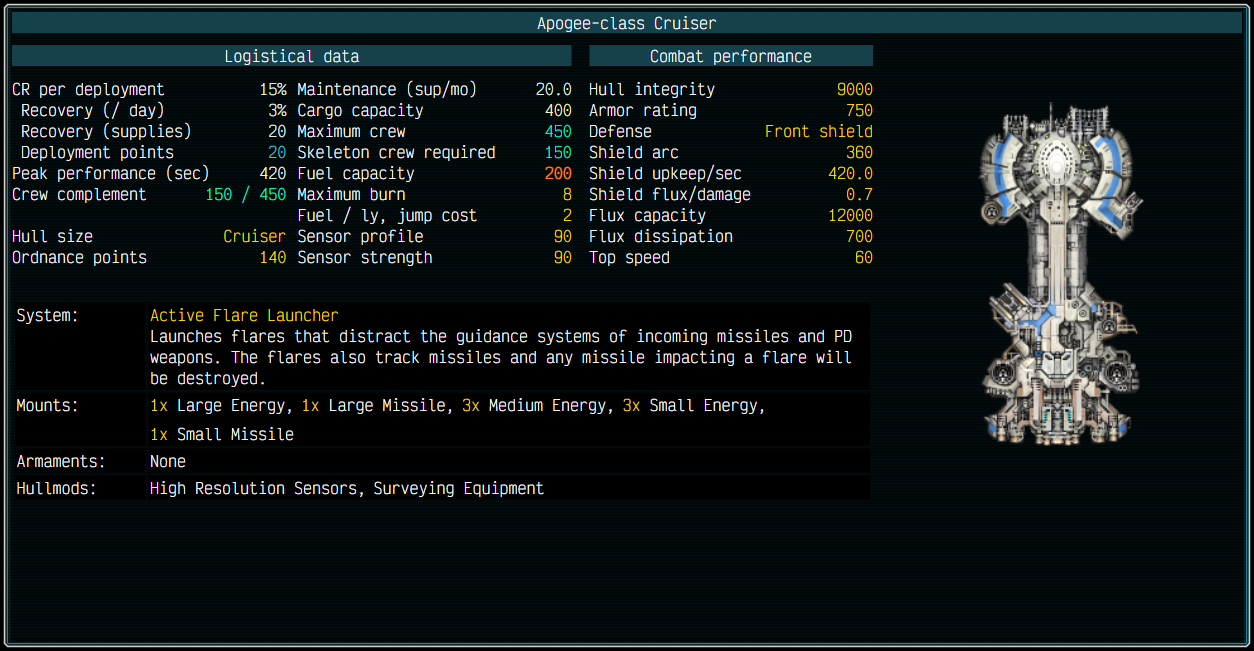 Apogee-class Cruiser
Logistical data
Combat performance
CR per deployment 15% Maintenance (sup/mo) 20.0 Hull integrity 9000
Recovery (/ day) 3% Cargo capacity 400 Armor rating 750
Recovery (supplies) 20 Maximum crew 450 Defense Front shield
Deployment points 20 Skeleton crew required 150 Shield arc 360
Peak performance (sec) 420 Fuel capacity 200 Shield upkeep/sec 420.0
Crew complement 150 / 450 Maximum burn 8 Shield flux/damage 0.7
Fuel / ly, jump cost 2 Flux capacity 12000
Hull size Cruiser Sensor profile 90 Flux dissipation 700
Ordnance points 140 Sensor strength 90 Top speed 60
System: Active Flare Launcher
Launches flares that distract the guidance systems of incoming missiles and PD
weapons. The flares also track missiles and any missile impacting a flare will
be destroyed.
Mounts: 1x Large Energy, 1x Large Missile, 3x Medium Energy, 3x Small Energy,
1x Small Missile
Armaments: None
Hullmods: High Resolution Sensors, Surveying Equipment